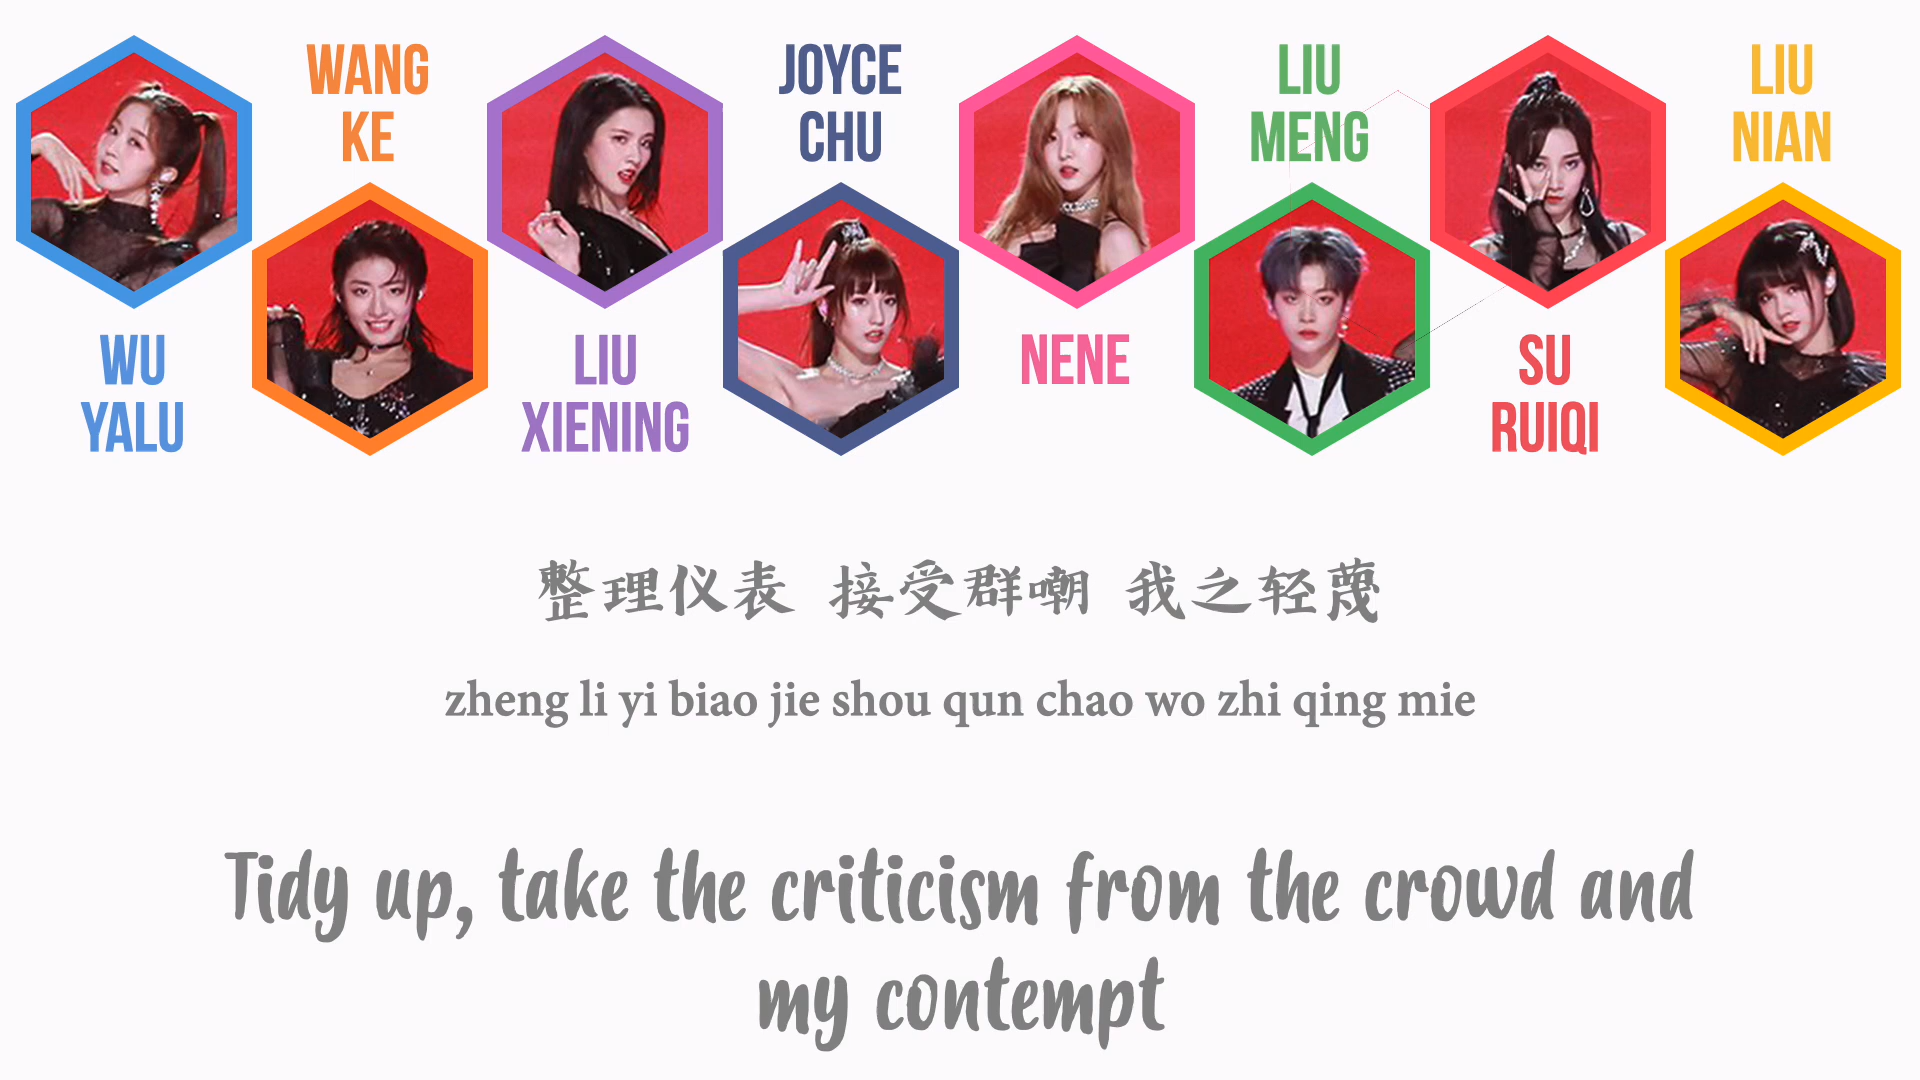 WANG
KE
JOYCE
CHU
LIU
MENG
LIU
NIAN
WU
YALU
LIU
XIENING
NENE
SU
RUIQI
整理仪表 接受群嘲 我之轻蔑
zheng li yi biao jie shou qun chao wo zhi qing mie
Tidy up, take the criticism from the crowd and
my contempt